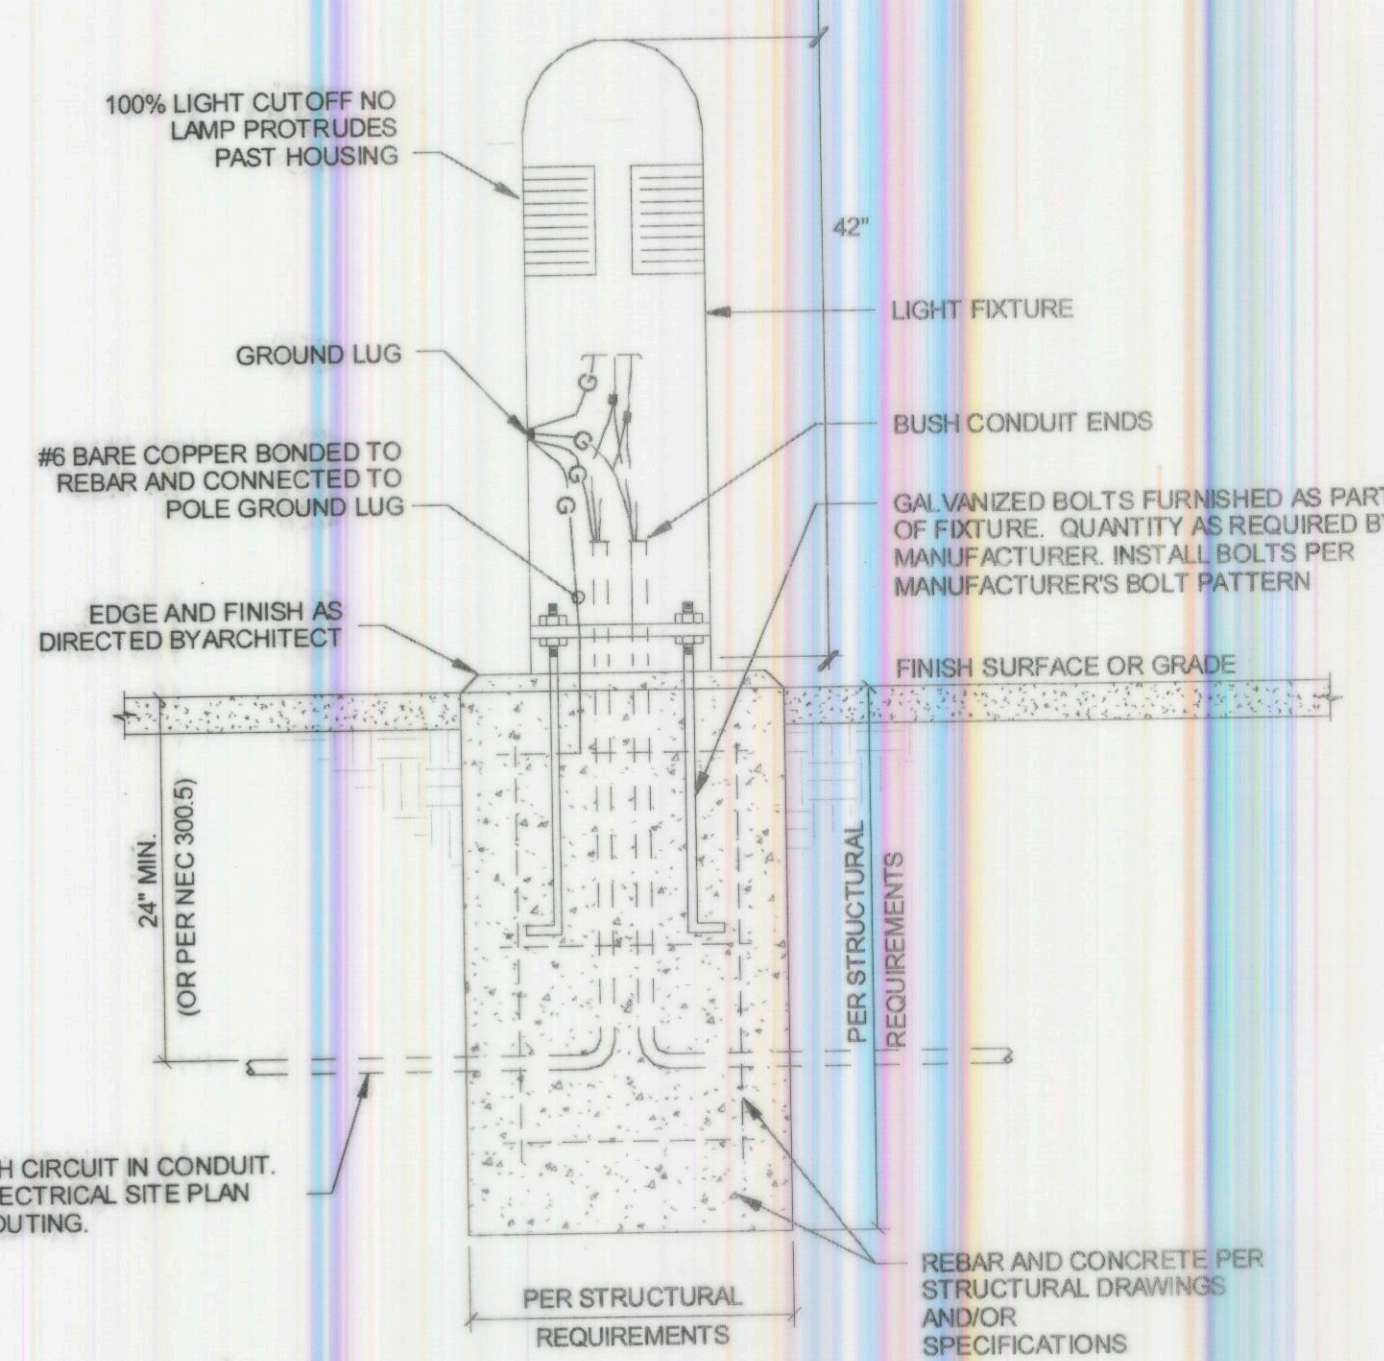 100% LIGHT CUTOFF NO
LAMP PROTRUDES
PAST HOUSING
42"
LIGHT FIXTURE
GROUND LUG
G
G
G
G
BUSH CONDUIT ENDS
#6 BARE COPPER BONDED TO
REBAR AND CONNECTED TO
POLE GROUND LUG
GALVANIZED BOLTS FURNISHED AS PART
OF FIXTURE. QUANTITY AS REQUIRED BY
MANUFACTURER. INSTALL BOLTS PER
MANUFACTURER'S BOLT PATTERN
EDGE AND FINISH AS
DIRECTED BY ARCHITECT
FINISH SURFACE OR GRADE
24" MIN.
(OR PER NEC 300.5)
PER STRUCTURAL
REQUIREMENTS
H CIRCUIT IN CONDUIT.
ECTRICAL SITE PLAN
OUTING.
REBAR AND CONCRETE PER
STRUCTURAL DRAWINGS
AND/OR
SPECIFICATIONS
PER STRUCTURAL
REQUIREMENTS